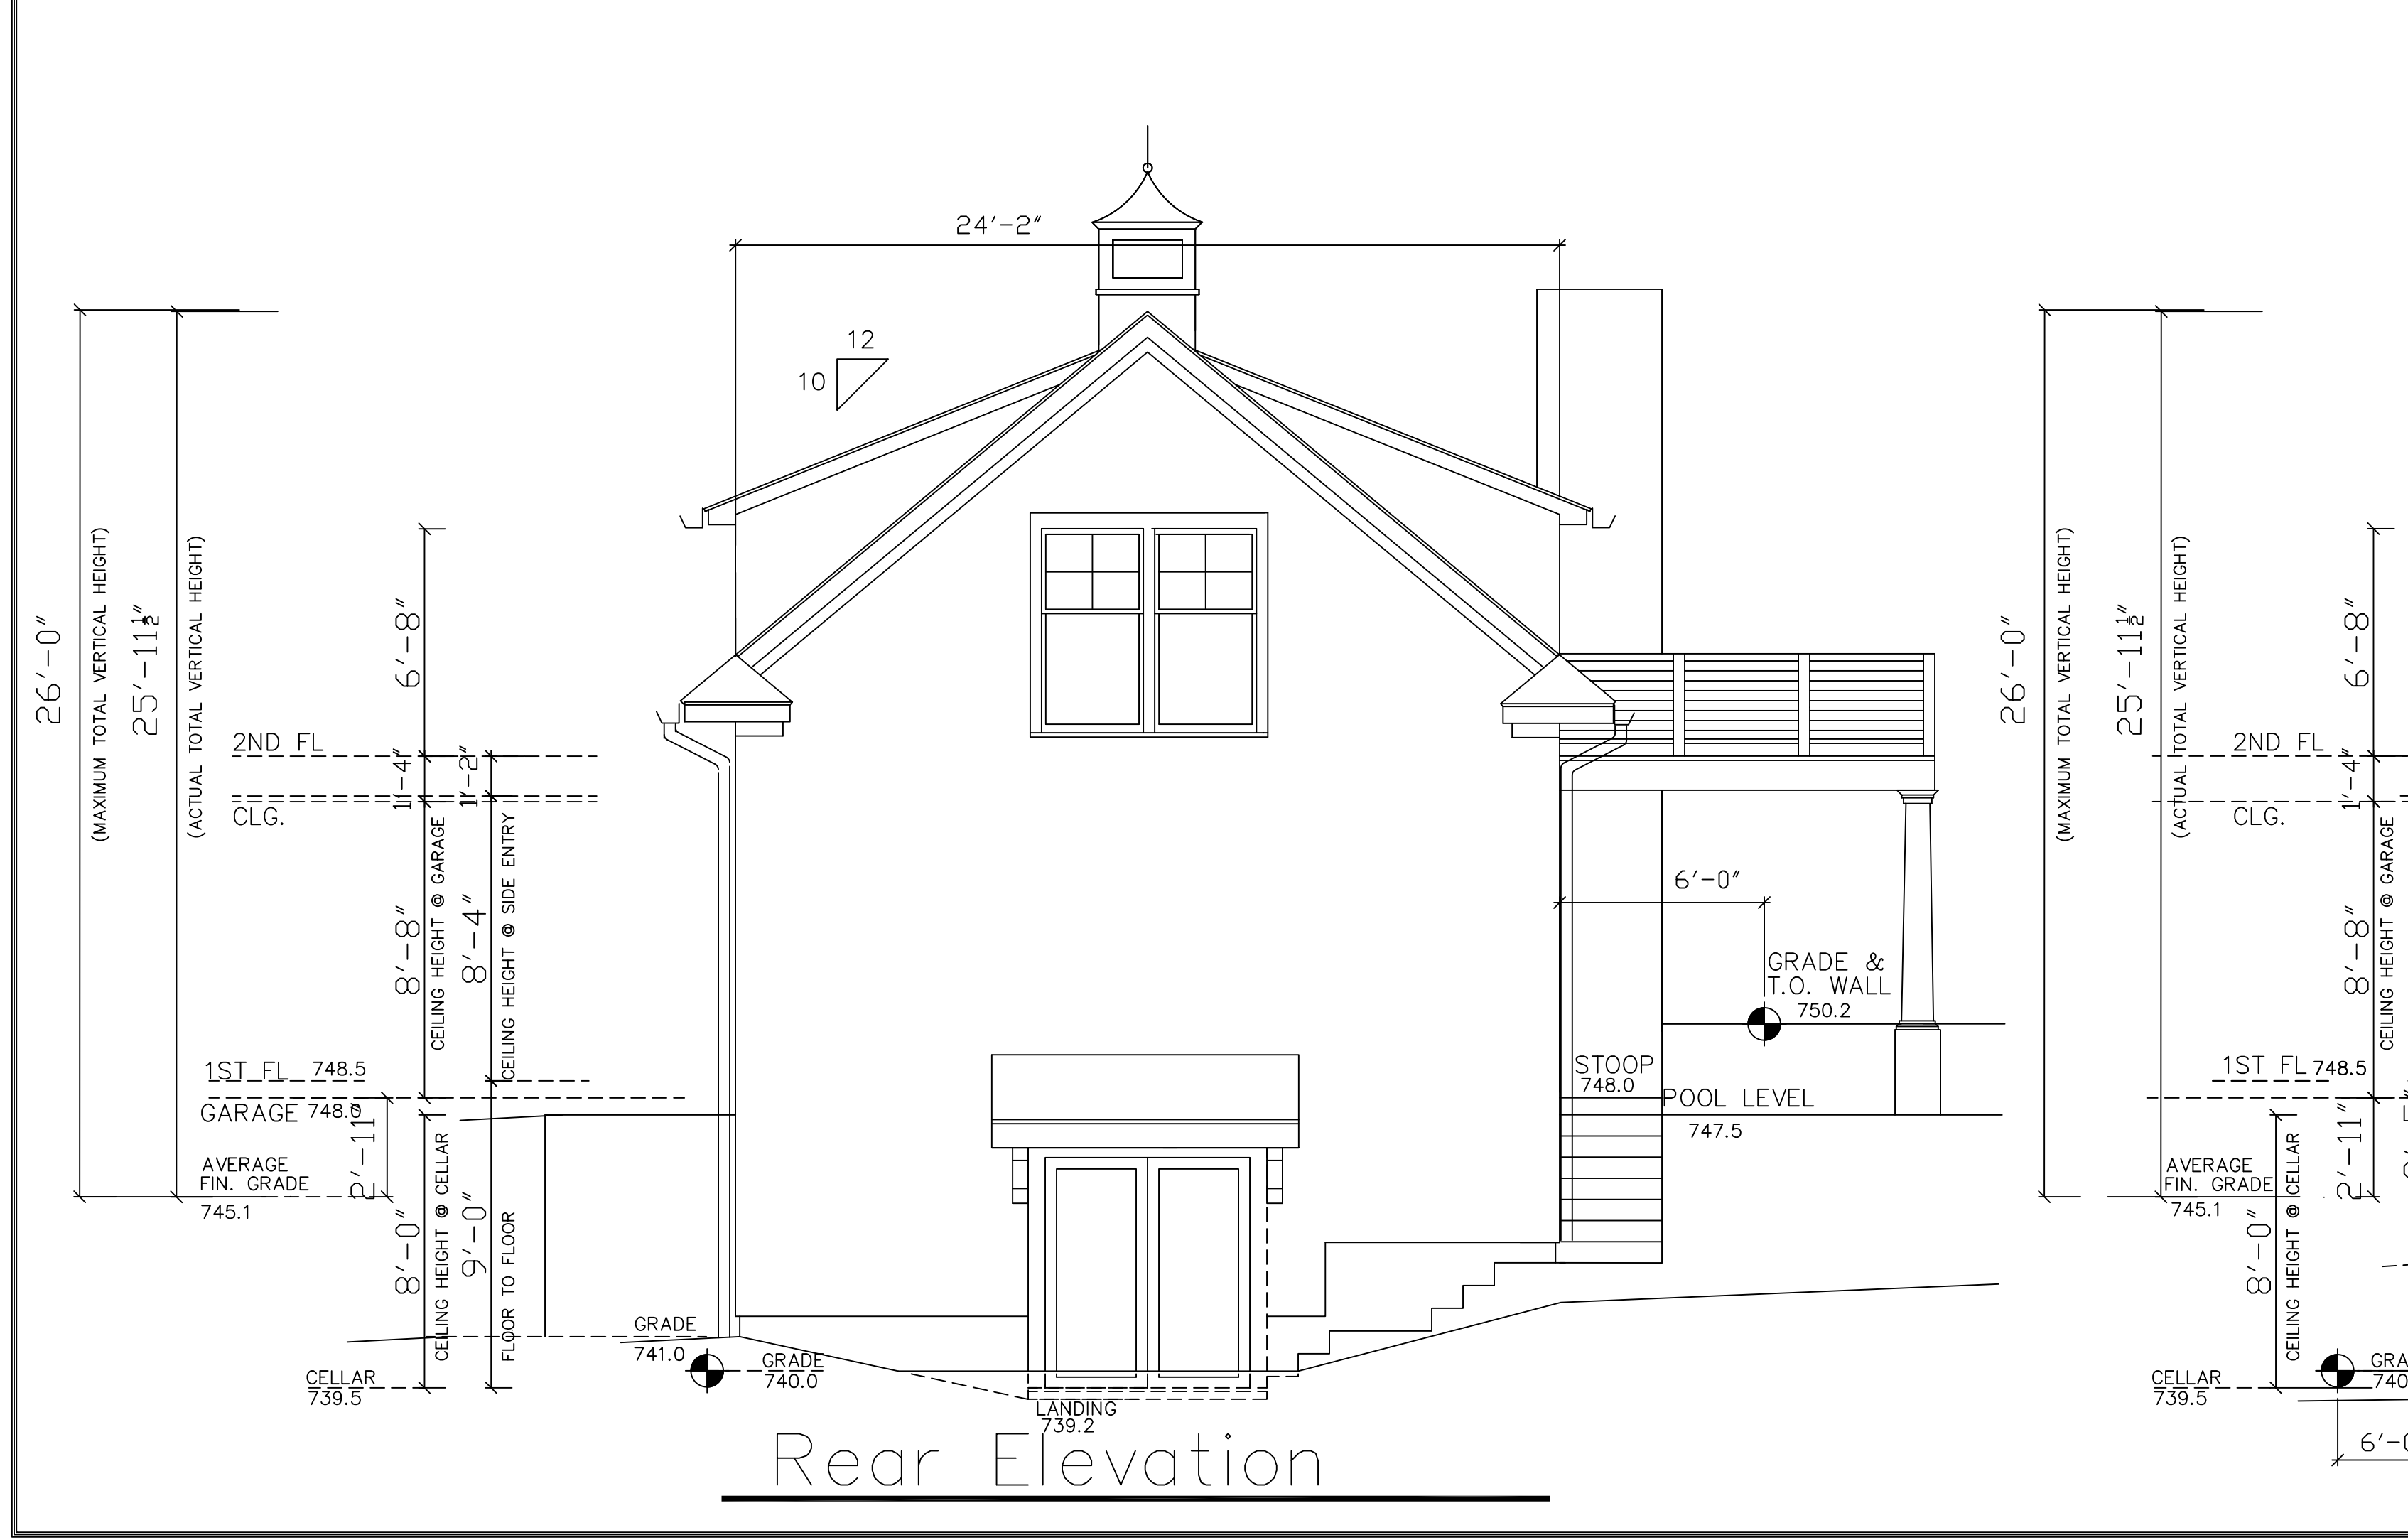 24'-2"
12
10
26'-0"
(MAXIMUM TOTAL VERTICAL HEIGHT)
25'-11½"
(ACTUAL TOTAL VERTICAL HEIGHT)
6'-8"
2ND FL
1'-4"
1'-2"
CLG.
8'-8"
CEILING HEIGHT @ GARAGE
8'-4"
CEILING HEIGHT @ SIDE ENTRY
1ST FL 748.5
GARAGE 748.0
2'-11"
AVERAGE
FIN. GRADE
745.1
8'-0"
CEILING HEIGHT @ CELLAR
9'-0"
FLOOR TO FLOOR
CELLAR
739.5
GRADE
741.0
GRADE
740.0
LANDING
739.2
6'-0"
GRADE &
T.O. WALL
750.2
STOOP
748.0
POOL LEVEL
747.5
Rear Elevation
26'-0"
(MAXIMUM TOTAL VERTICAL HEIGHT)
25'-11½"
(ACTUAL TOTAL VERTICAL HEIGHT)
6'-8"
2ND FL
1'-4"
CLG.
8'-8"
CEILING HEIGHT @ GARAGE
1ST FL 748.5
2'-11"
AVERAGE
FIN. GRADE
745.1
8'-0"
CEILING HEIGHT @ CELLAR
CELLAR
739.5
GRA
740
6'-0